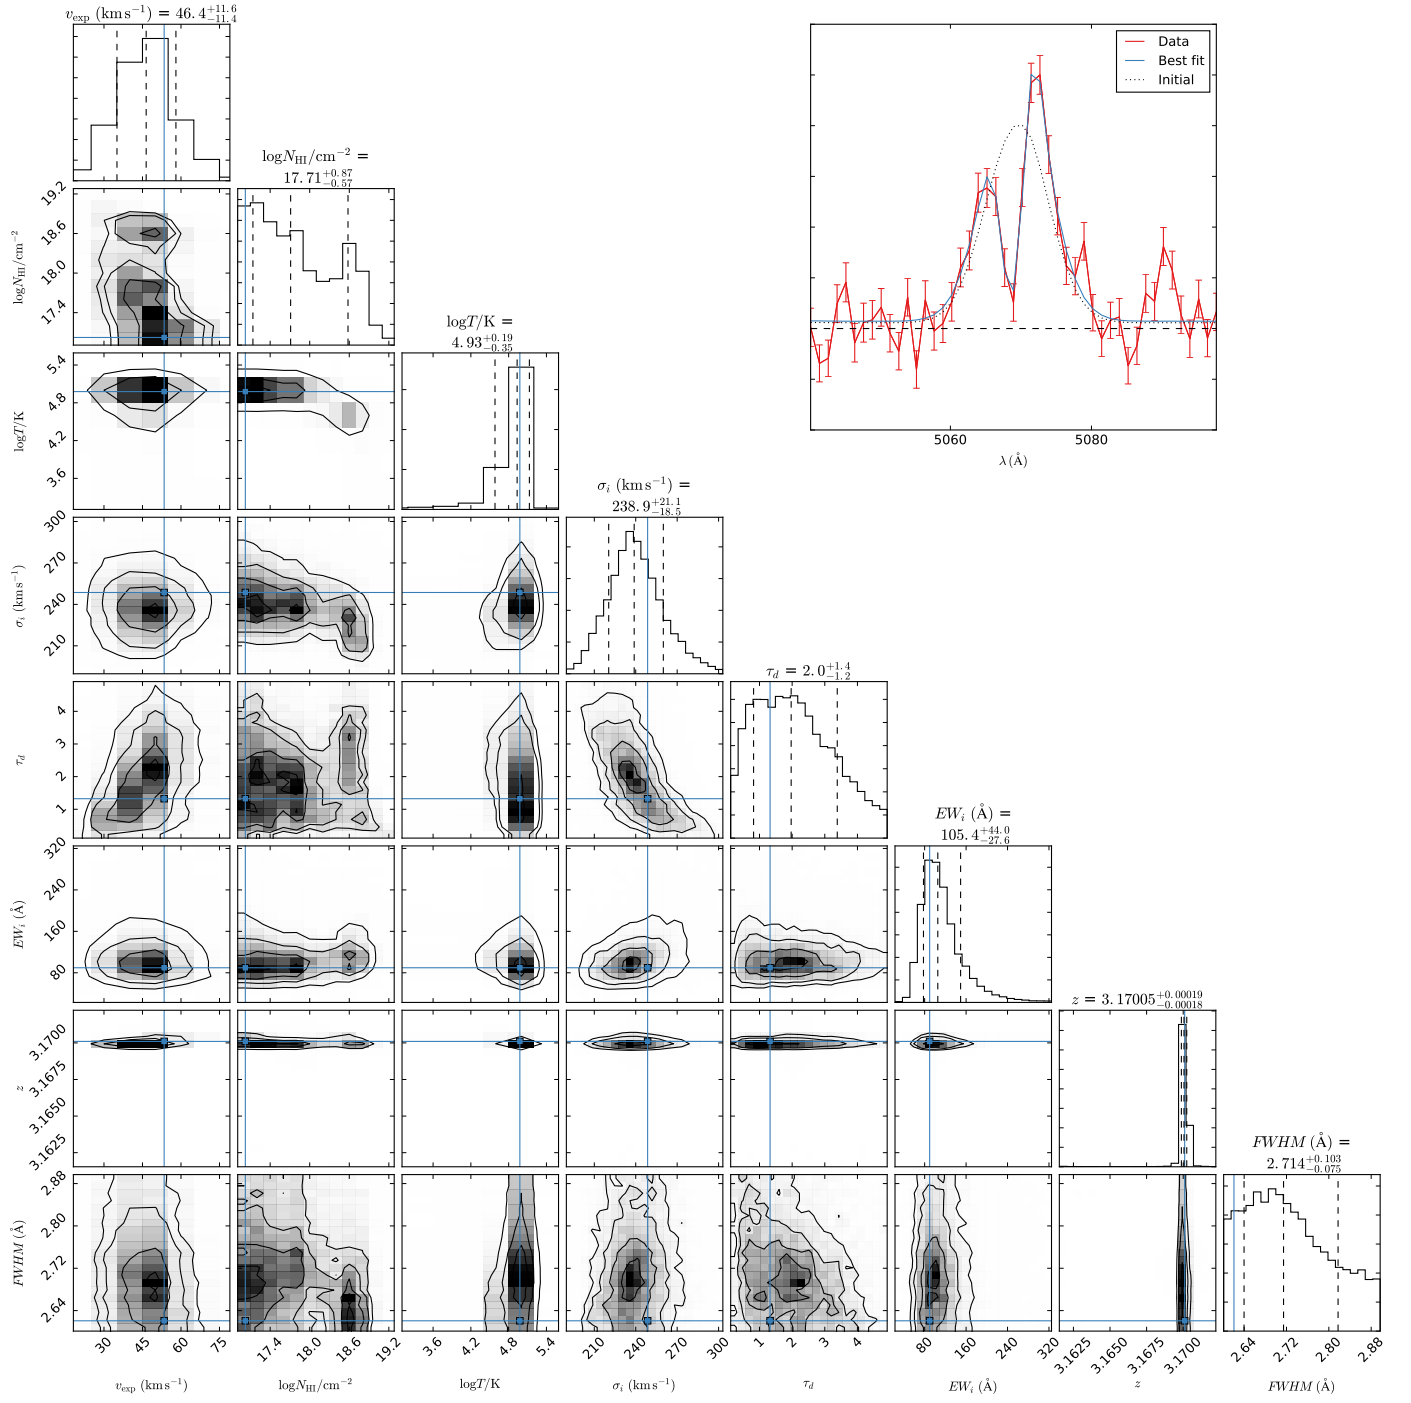 v_exp (km s⁻¹) = 46.4 +11.6 −11.4
Data
Best fit
Initial
5060 5080
λ (Å)
logN_HI/cm⁻² =
17.71 +0.87 −0.57
19.2
18.6
18.0
17.4
logN_HI/cm⁻²
logT/K =
4.93 +0.19 −0.35
5.4
4.8
4.2
3.6
logT/K
σ_i (km s⁻¹) =
238.9 +21.1 −18.5
300
270
240
210
σ_i (km s⁻¹)
τ_d = 2.0 +1.4 −1.2
4
3
2
1
0
τ_d
EW_i (Å) =
105.4 +44.0 −27.6
320
240
160
80
EW_i (Å)
z = 3.17005 +0.00019 −0.00018
3.1700
3.1675
3.1650
3.1625
z
FWHM (Å) =
2.714 +0.103 −0.075
2.88
2.80
2.72
2.64
FWHM (Å)
30 45 60 75 17.4 18.0 18.6 19.2 3.6 4.2 4.8 5.4 210 240 270 300 1 2 3 4 80 160 240 320 3.1625 3.1650 3.1675 3.1700 2.64 2.72 2.80 2.88
v_exp (km s⁻¹) logN_HI/cm⁻² logT/K σ_i (km s⁻¹) τ_d EW_i (Å) z FWHM (Å)